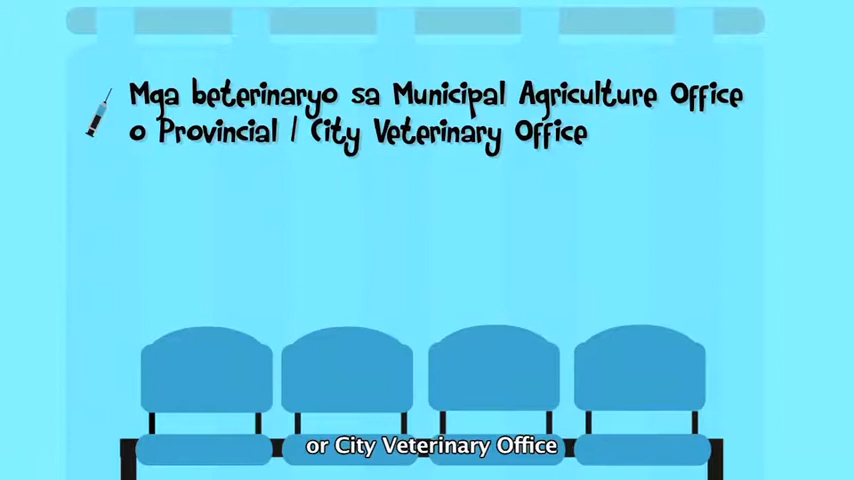 Mga beterinaryo sa Municipal Agriculture Office
o Provincial / City Veterinary Office
or City Veterinary Office